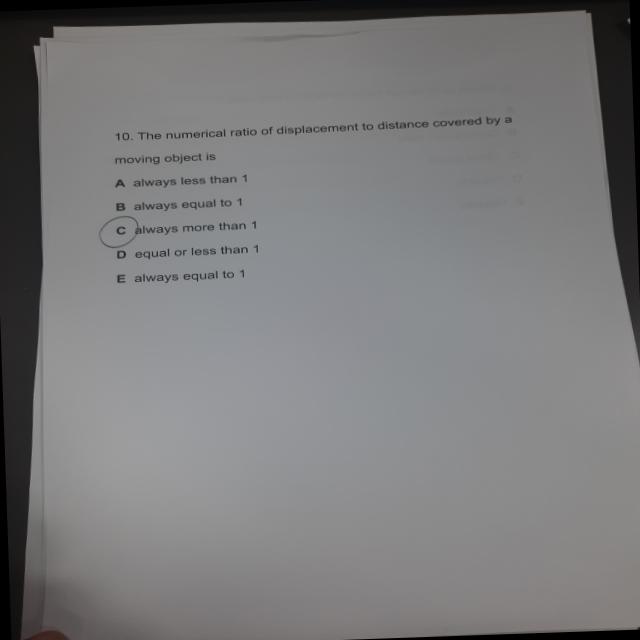 10. The numerical ratio of displacement to distance covered by a
moving object is
A always less than 1
B always equal to 1
C always more than 1
D equal or less than 1
E always equal to 1